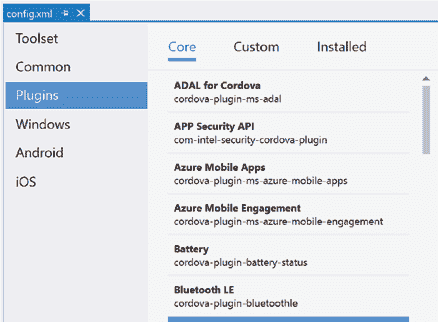 config.xml
Toolset
Common
Plugins
Windows
Android
iOS
Core Custom Installed
ADAL for Cordova
cordova-plugin-ms-adal
APP Security API
com-intel-security-cordova-plugin
Azure Mobile Apps
cordova-plugin-ms-azure-mobile-apps
Azure Mobile Engagement
cordova-plugin-ms-azure-mobile-engagement
Battery
cordova-plugin-battery-status
Bluetooth LE
cordova-plugin-bluetoothle